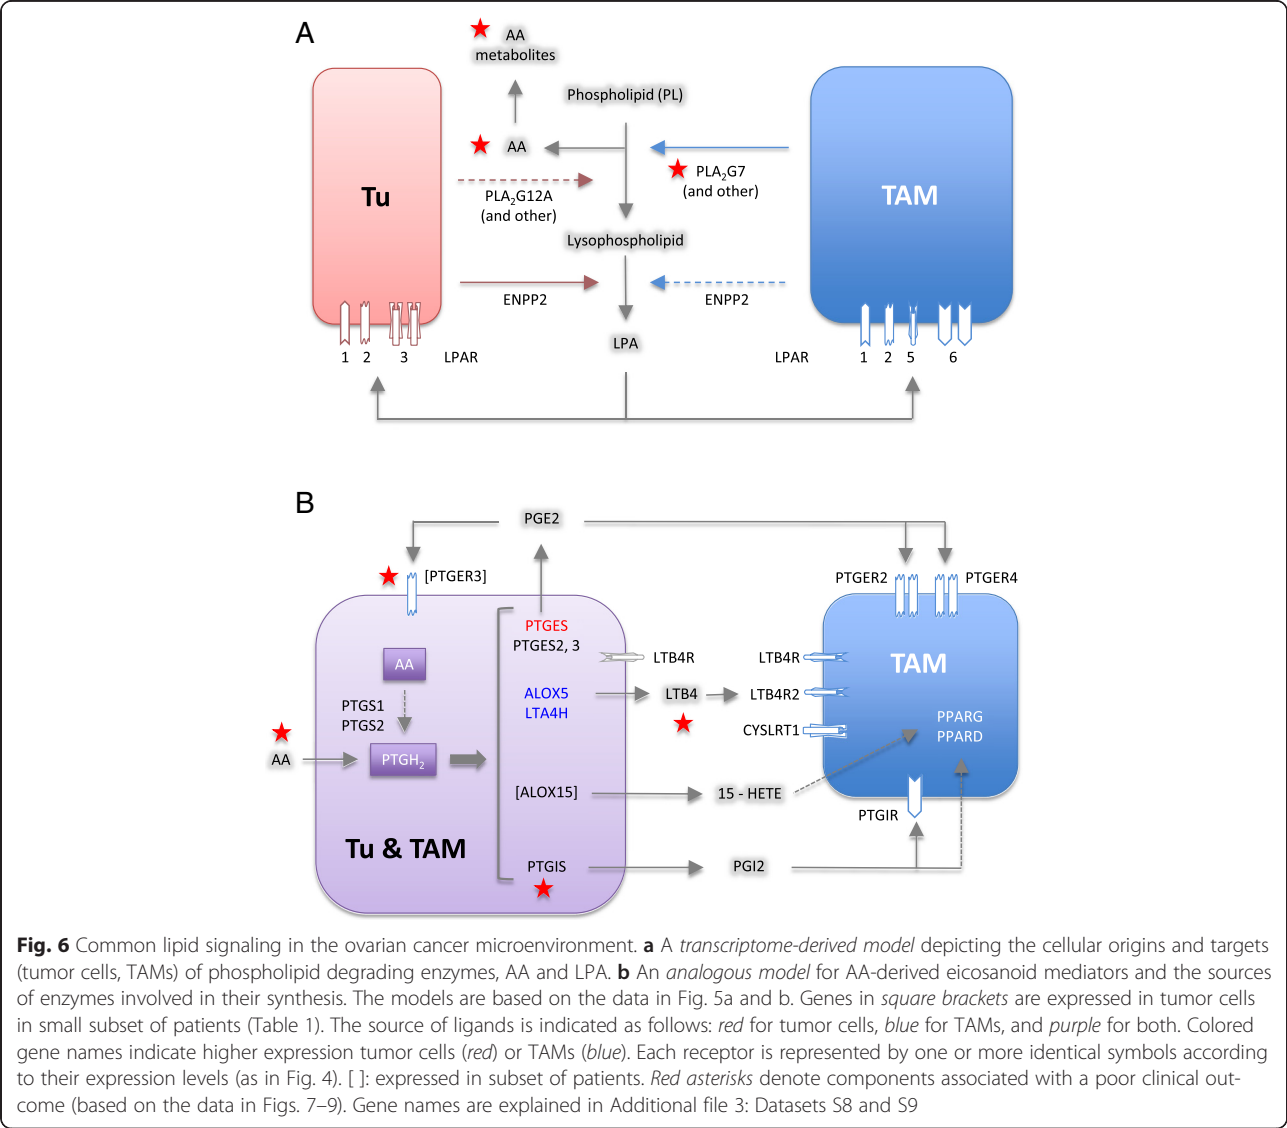 A
AA
metabolites
Phospholipid (PL)
AA
PLA2G7
(and other)
Tu
TAM
PLA2G12A
(and other)
Lysophospholipid
ENPP2
ENPP2
LPA
1 2 3 LPAR
LPAR 1 2 5 6
B
PGE2
[PTGER3]
PTGER2
PTGER4
PTGES
PTGES2, 3
AA
LTB4R
LTB4R
TAM
ALOX5
LTA4H
LTB4
LTB4R2
PTGS1
PTGS2
CYSLRT1
PPARG
PPARD
AA
PTGH2
[ALOX15]
15 - HETE
PTGIR
Tu & TAM
PTGIS
PGI2
Fig. 6 Common lipid signaling in the ovarian cancer microenvironment. a A transcriptome-derived model depicting the cellular origins and targets
(tumor cells, TAMs) of phospholipid degrading enzymes, AA and LPA. b An analogous model for AA-derived eicosanoid mediators and the sources
of enzymes involved in their synthesis. The models are based on the data in Fig. 5a and b. Genes in square brackets are expressed in tumor cells
in small subset of patients (Table 1). The source of ligands is indicated as follows: red for tumor cells, blue for TAMs, and purple for both. Colored
gene names indicate higher expression tumor cells (red) or TAMs (blue). Each receptor is represented by one or more identical symbols according
to their expression levels (as in Fig. 4). [ ]: expressed in subset of patients. Red asterisks denote components associated with a poor clinical out-
come (based on the data in Figs. 7–9). Gene names are explained in Additional file 3: Datasets S8 and S9